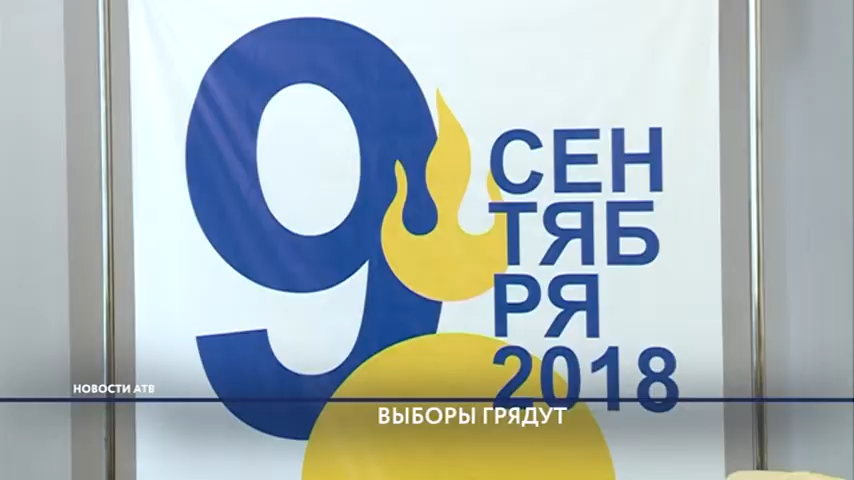 9
СЕН
ТЯБ
РЯ
2018
НОВОСТИ АТВ
ВЫБОРЫ ГРЯДУТ